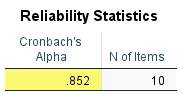 Reliability Statistics
Cronbach's
Alpha N of Items
.852 10